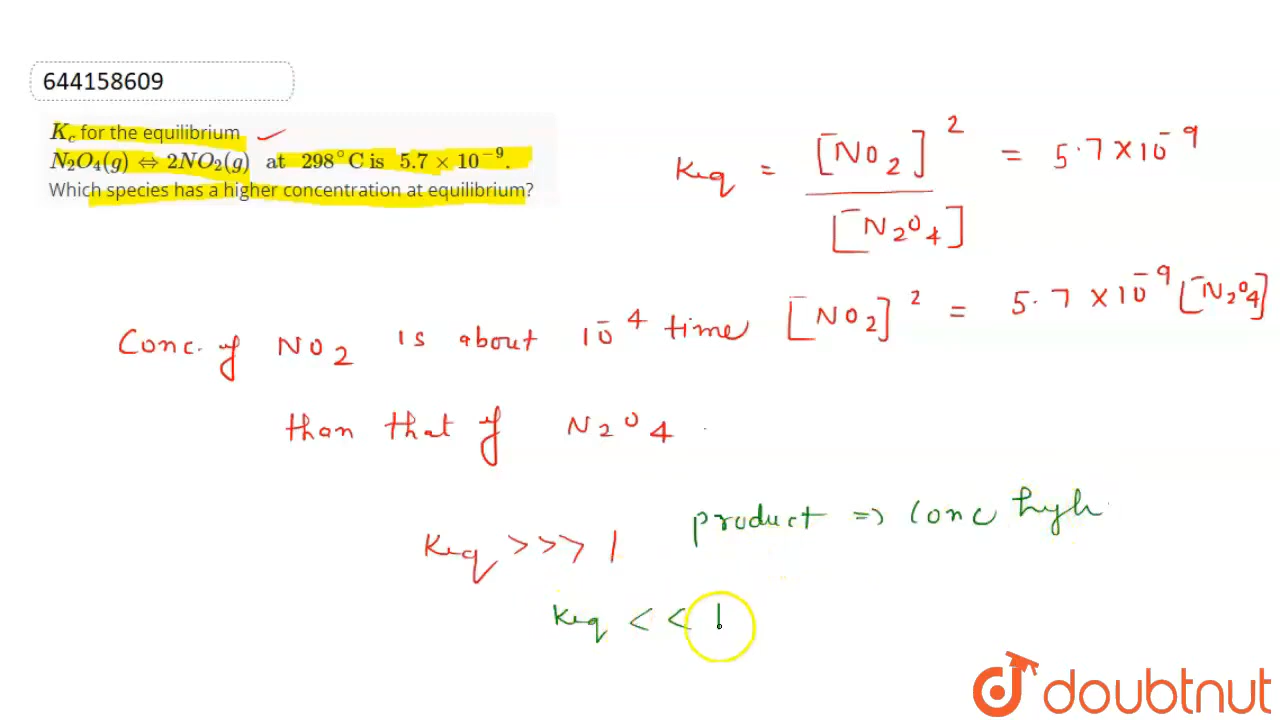 644158609
K_c for the equilibrium
N₂O₄(g) ⇔ 2NO₂(g) at 298°C is 5.7 × 10⁻⁹.
Which species has a higher concentration at equilibrium?
Keq = [NO₂]² / [N₂O₄] = 5.7 × 10⁻⁹
[NO₂]² = 5.7 × 10⁻⁹ [N₂O₄]
Conc. of NO₂ is about 10⁻⁴ time
than that of N₂O₄.
Keq >>> 1 product ⇒ conc high
Keq << 1
doubtnut